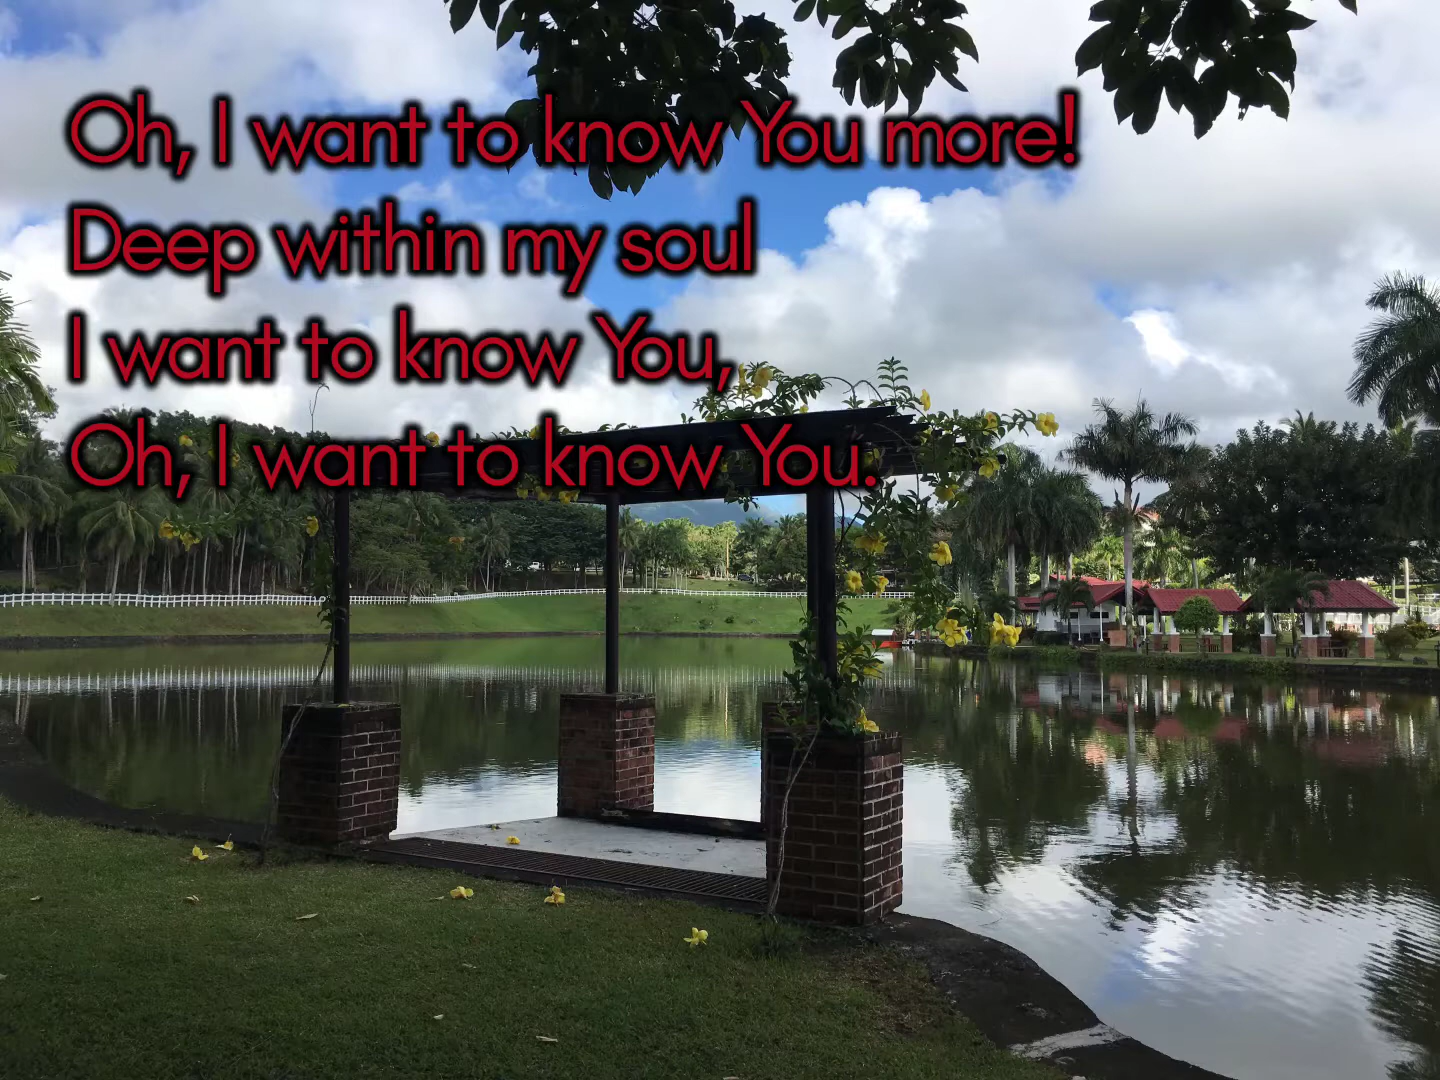 Oh, I want to know You more!
Deep within my soul
I want to know You,
Oh, I want to know You.